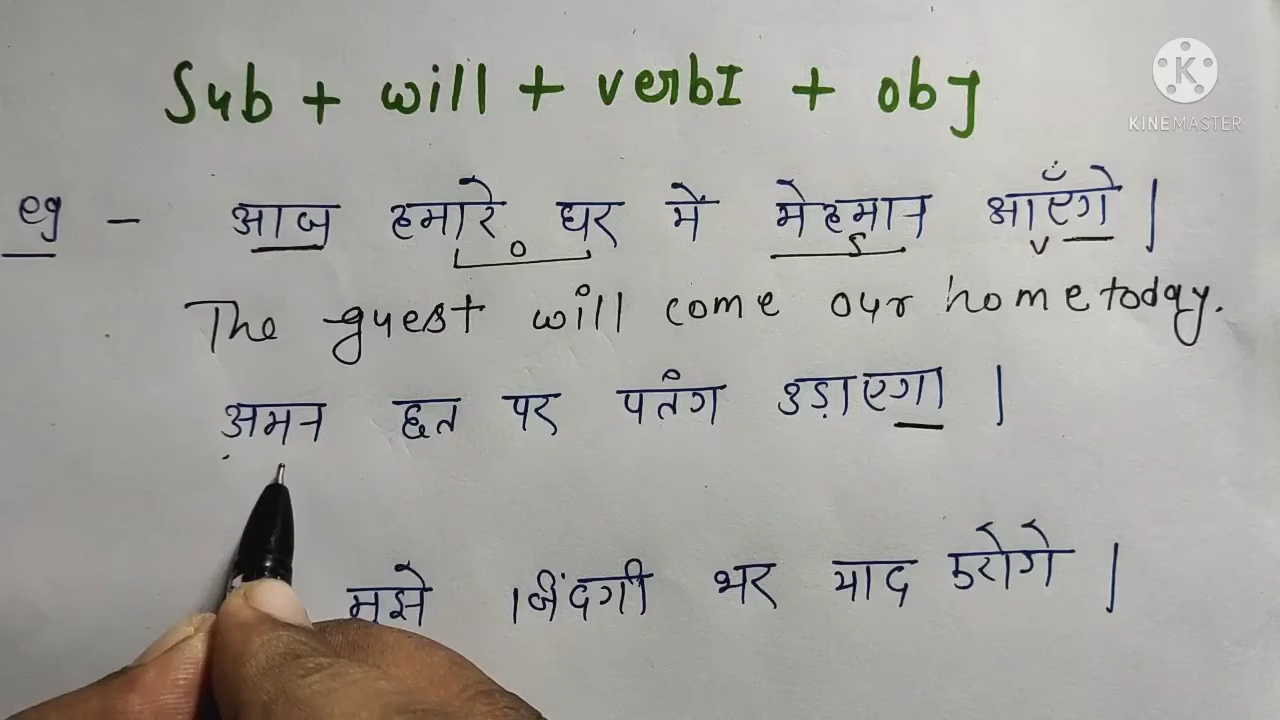 Sub + will + verbI + obj
KINEMASTER
eg - आज हमारे घर में मेहमान आएँगे |
O S V
The guest will come our home today.
अमन छत पर पतंग उड़ाएगा |
मुझे जिंदगी भर याद करोगे |